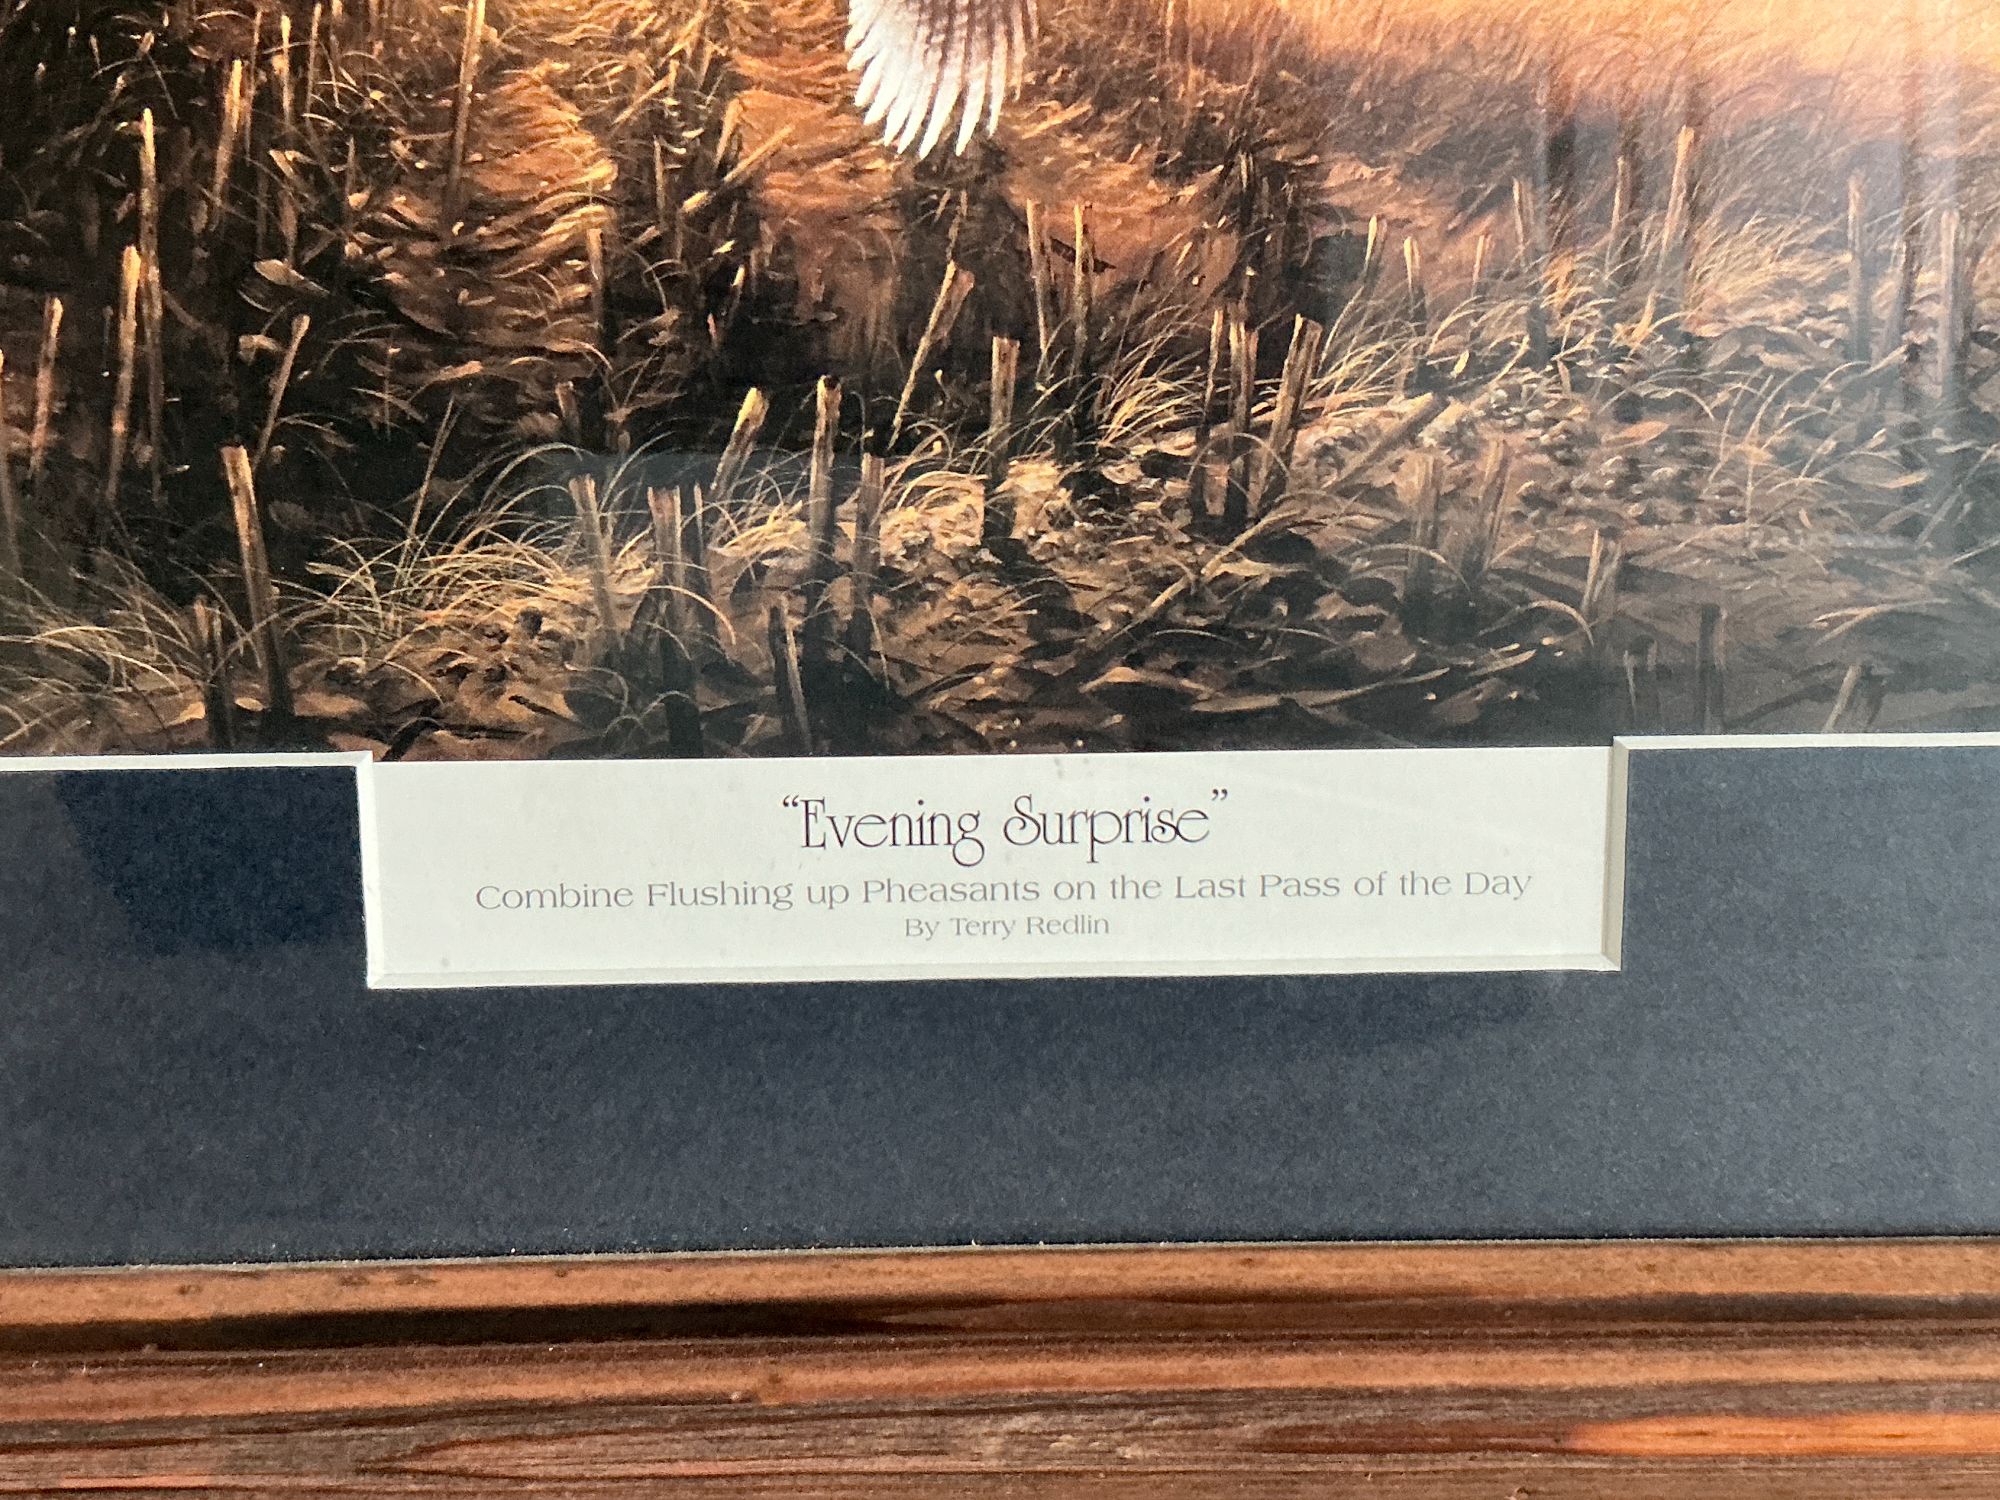 “Evening Surprise”
Combine Flushing up Pheasants on the Last Pass of the Day
By Terry Redlin